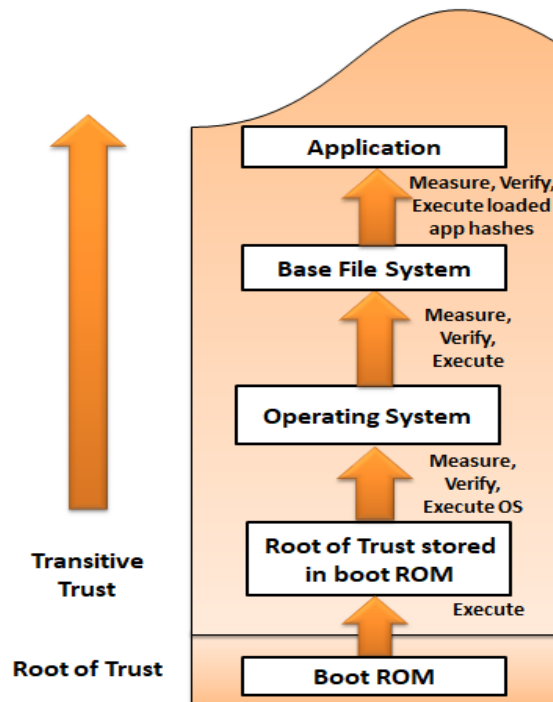 Application
Measure, Verify,
Execute loaded
app hashes
Base File System
Measure,
Verify,
Execute
Operating System
Measure,
Verify,
Execute OS
Root of Trust stored
in boot ROM
Transitive
Trust
Execute
Root of Trust
Boot ROM